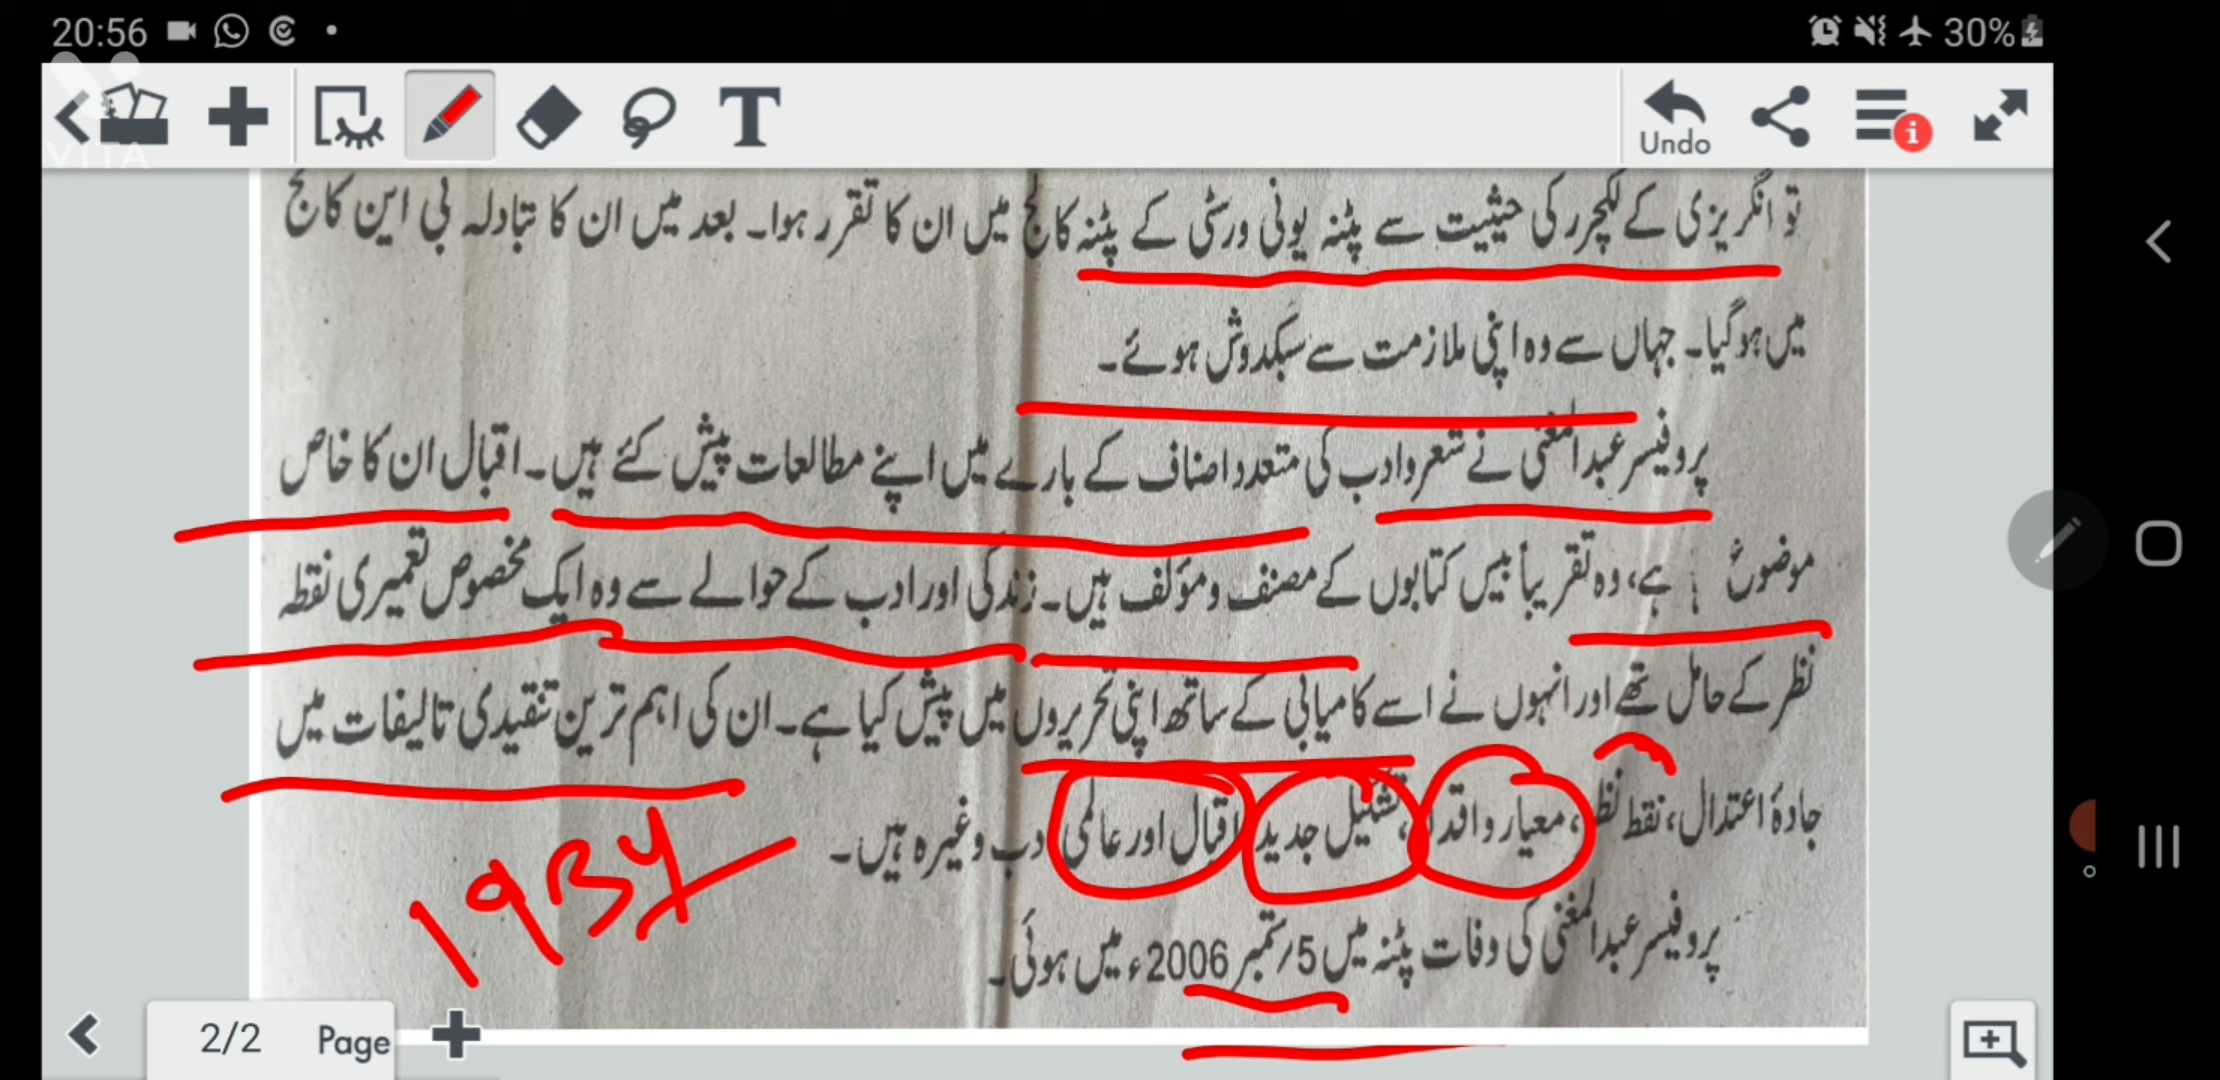 20:56
30%
VITA
Undo
تو انگریزی کے لکچرر کی حیثیت سے پٹنہ یونی ورسٹی کے پٹنہ کالج میں ان کا تقرر ہوا۔ بعد میں ان کا تبادلہ بی این کالج
میں ہوگیا۔ جہاں سے وہ اپنی ملازمت سے سبکدوش ہوئے۔
پروفیسر عبدالمغنی نے شعر و ادب کی متعدد اصناف کے بارے میں اپنے مطالعات پیش کئے ہیں۔ اقبال ان کا خاص
موضوع ہے، وہ تقریباً بیس کتابوں کے مصنف و مؤلف ہیں۔ زندگی اور ادب کے حوالے سے وہ ایک مخصوص تعمیری نقطہ
نظر کے حامل تھے اور انہوں نے اسے کامیابی کے ساتھ اپنی تحریروں میں پیش کیا ہے۔ ان کی اہم ترین تنقیدی تالیفات میں
جادۂ اعتدال، نقط نظر، معیار و اقدار، تشکیل جدید، اقبال اور عالمی ادب وغیرہ ہیں۔
پروفیسر عبدالمغنی کی وفات پٹنہ میں 5/ستمبر 2006ء میں ہوئی۔
2/2 Page